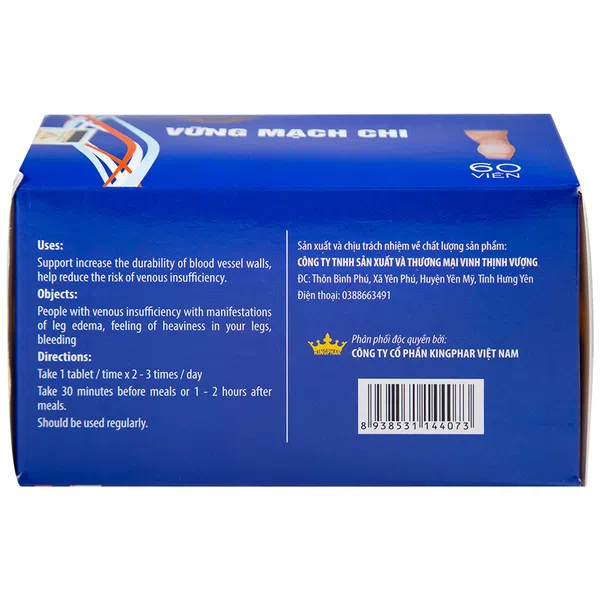 VỮNG MẠCH CHI
60
VIÊN
Uses:
Support increase the durability of blood vessel walls,
help reduce the risk of venous insufficiency.
Objects:
People with venous insufficiency with manifestations
of leg edema, feeling of heaviness in your legs,
bleeding
Directions:
Take 1 tablet / time x 2 - 3 times / day
Take 30 minutes before meals or 1 - 2 hours after
meals.
Should be used regularly.
Sản xuất và chịu trách nhiệm về chất lượng sản phẩm:
CÔNG TY TNHH SẢN XUẤT VÀ THƯƠNG MẠI VINH THỊNH VƯỢNG
ĐC: Thôn Bình Phú, Xã Yên Phú, Huyện Yên Mỹ, Tỉnh Hưng Yên
Điện thoại: 0388663491
KINGPHAR
Phân phối độc quyền bởi:
CÔNG TY CỔ PHẦN KINGPHAR VIỆT NAM
8 938531 144073